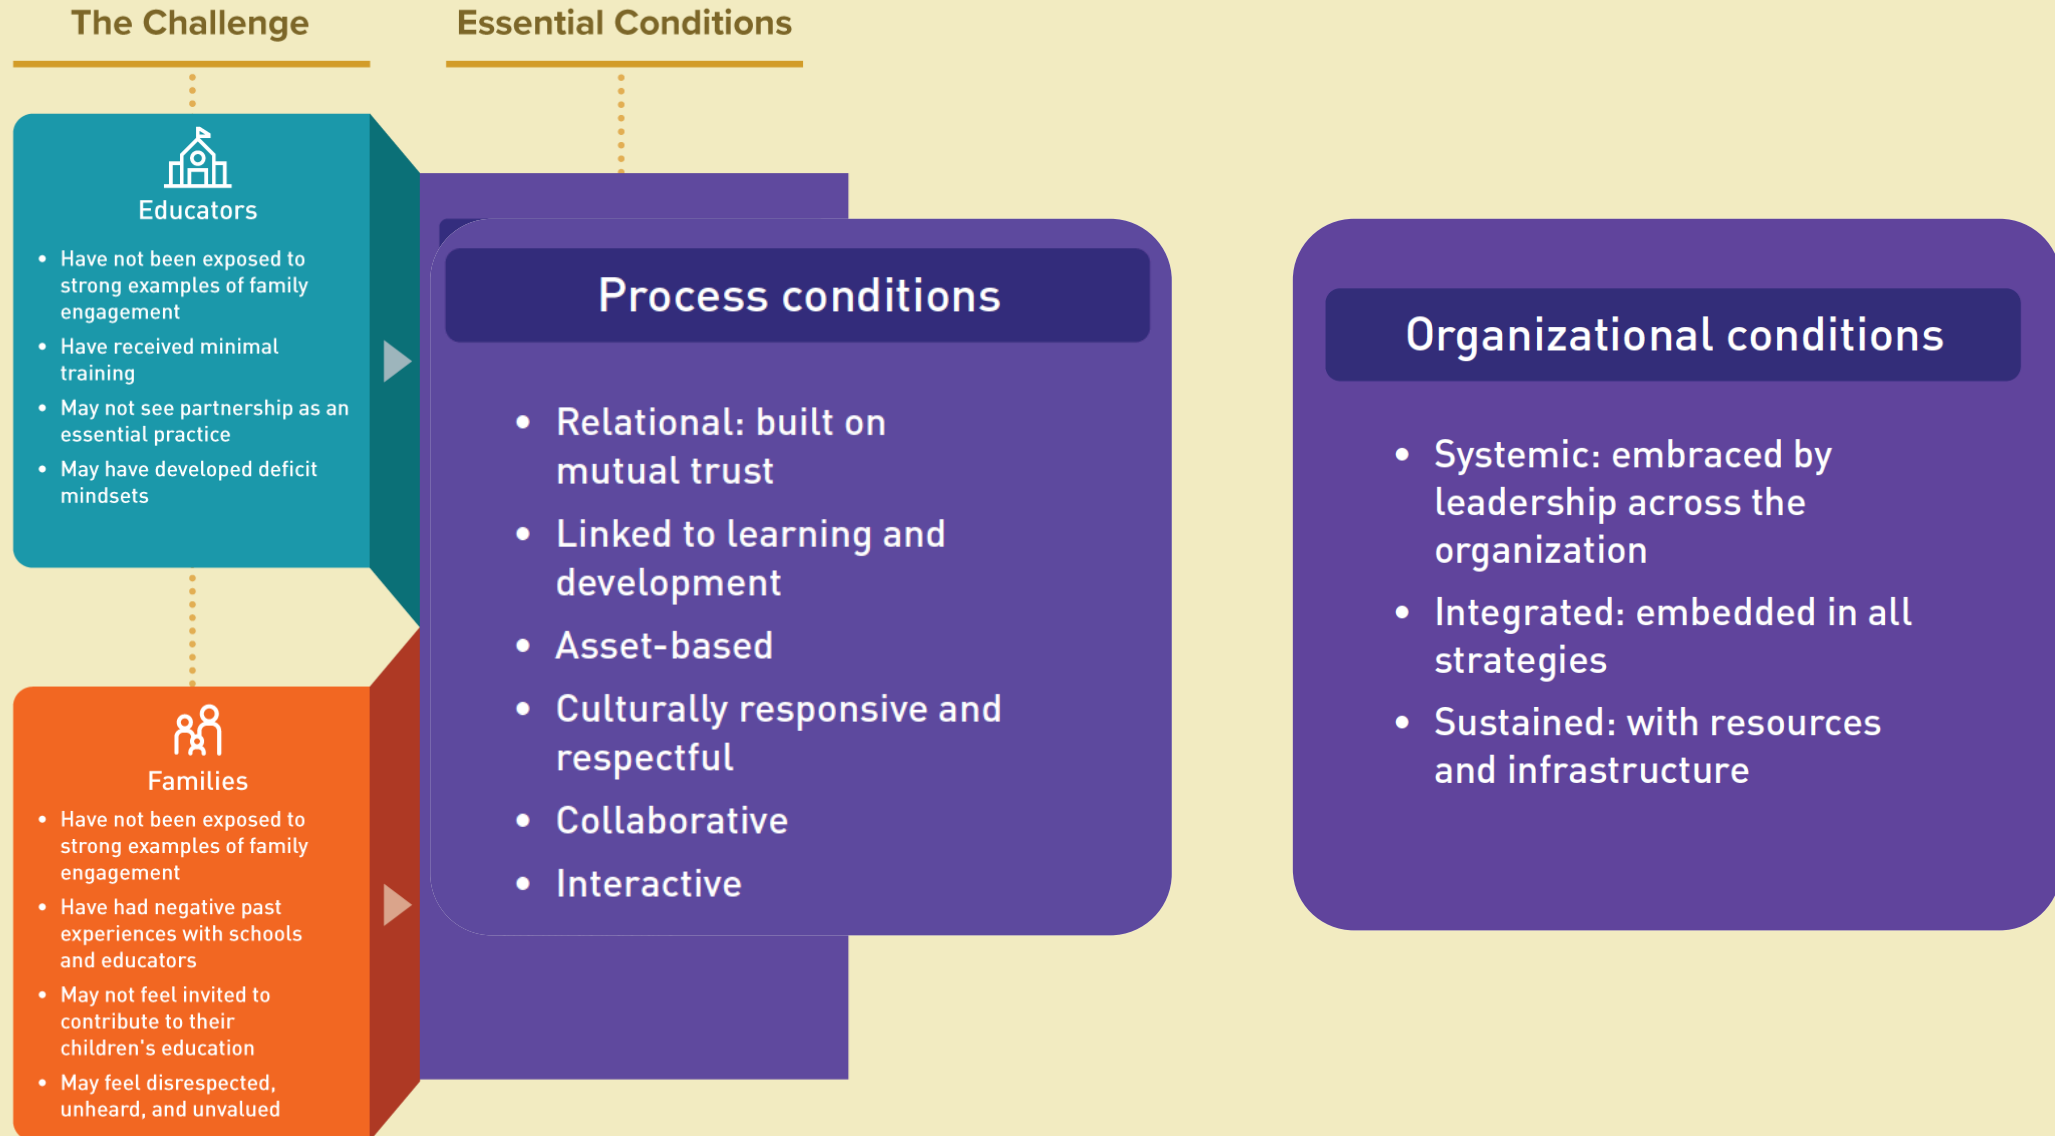 The Challenge
Essential Conditions
Educators
• Have not been exposed to
strong examples of family
engagement
• Have received minimal
training
• May not see partnership as an
essential practice
• May have developed deficit
mindsets
Families
• Have not been exposed to
strong examples of family
engagement
• Have had negative past
experiences with schools
and educators
• May not feel invited to
contribute to their
children's education
• May feel disrespected,
unheard, and unvalued
Process conditions
• Relational: built on
mutual trust
• Linked to learning and
development
• Asset-based
• Culturally responsive and
respectful
• Collaborative
• Interactive
Organizational conditions
• Systemic: embraced by
leadership across the
organization
• Integrated: embedded in all
strategies
• Sustained: with resources
and infrastructure